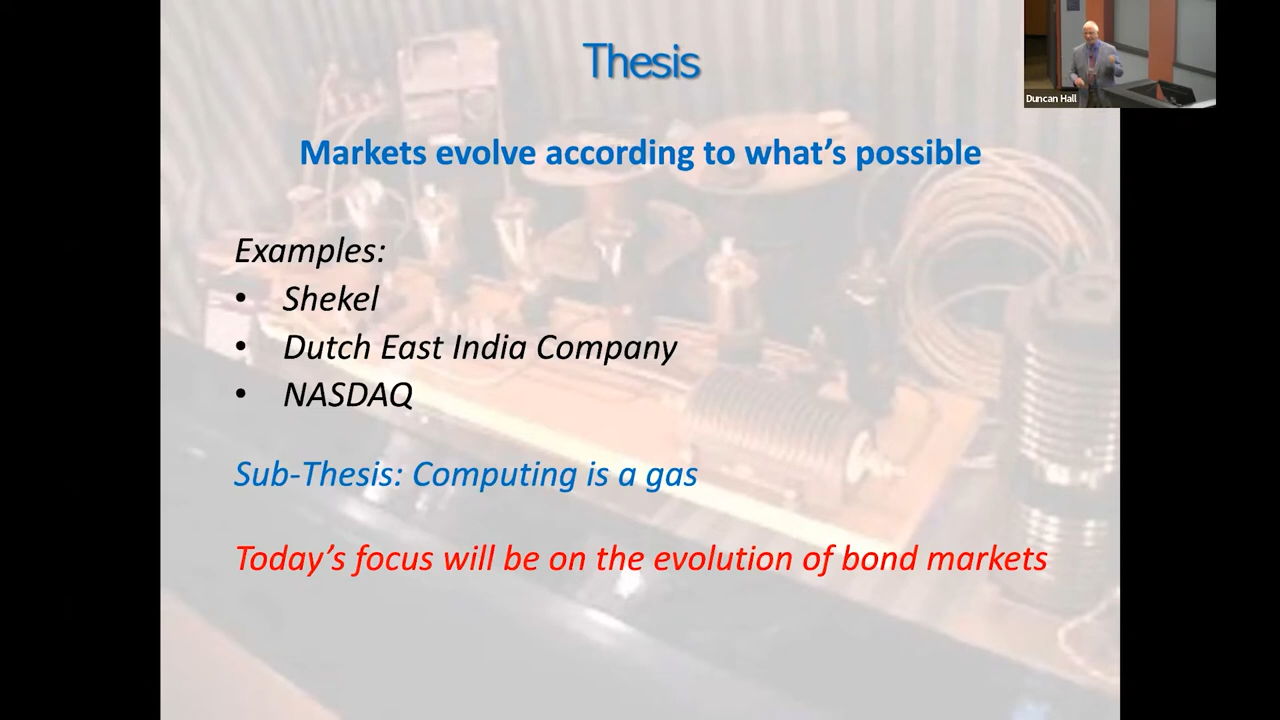 Thesis
Duncan Hall
Markets evolve according to what’s possible
Examples:
• Shekel
• Dutch East India Company
• NASDAQ
Sub-Thesis: Computing is a gas
Today’s focus will be on the evolution of bond markets